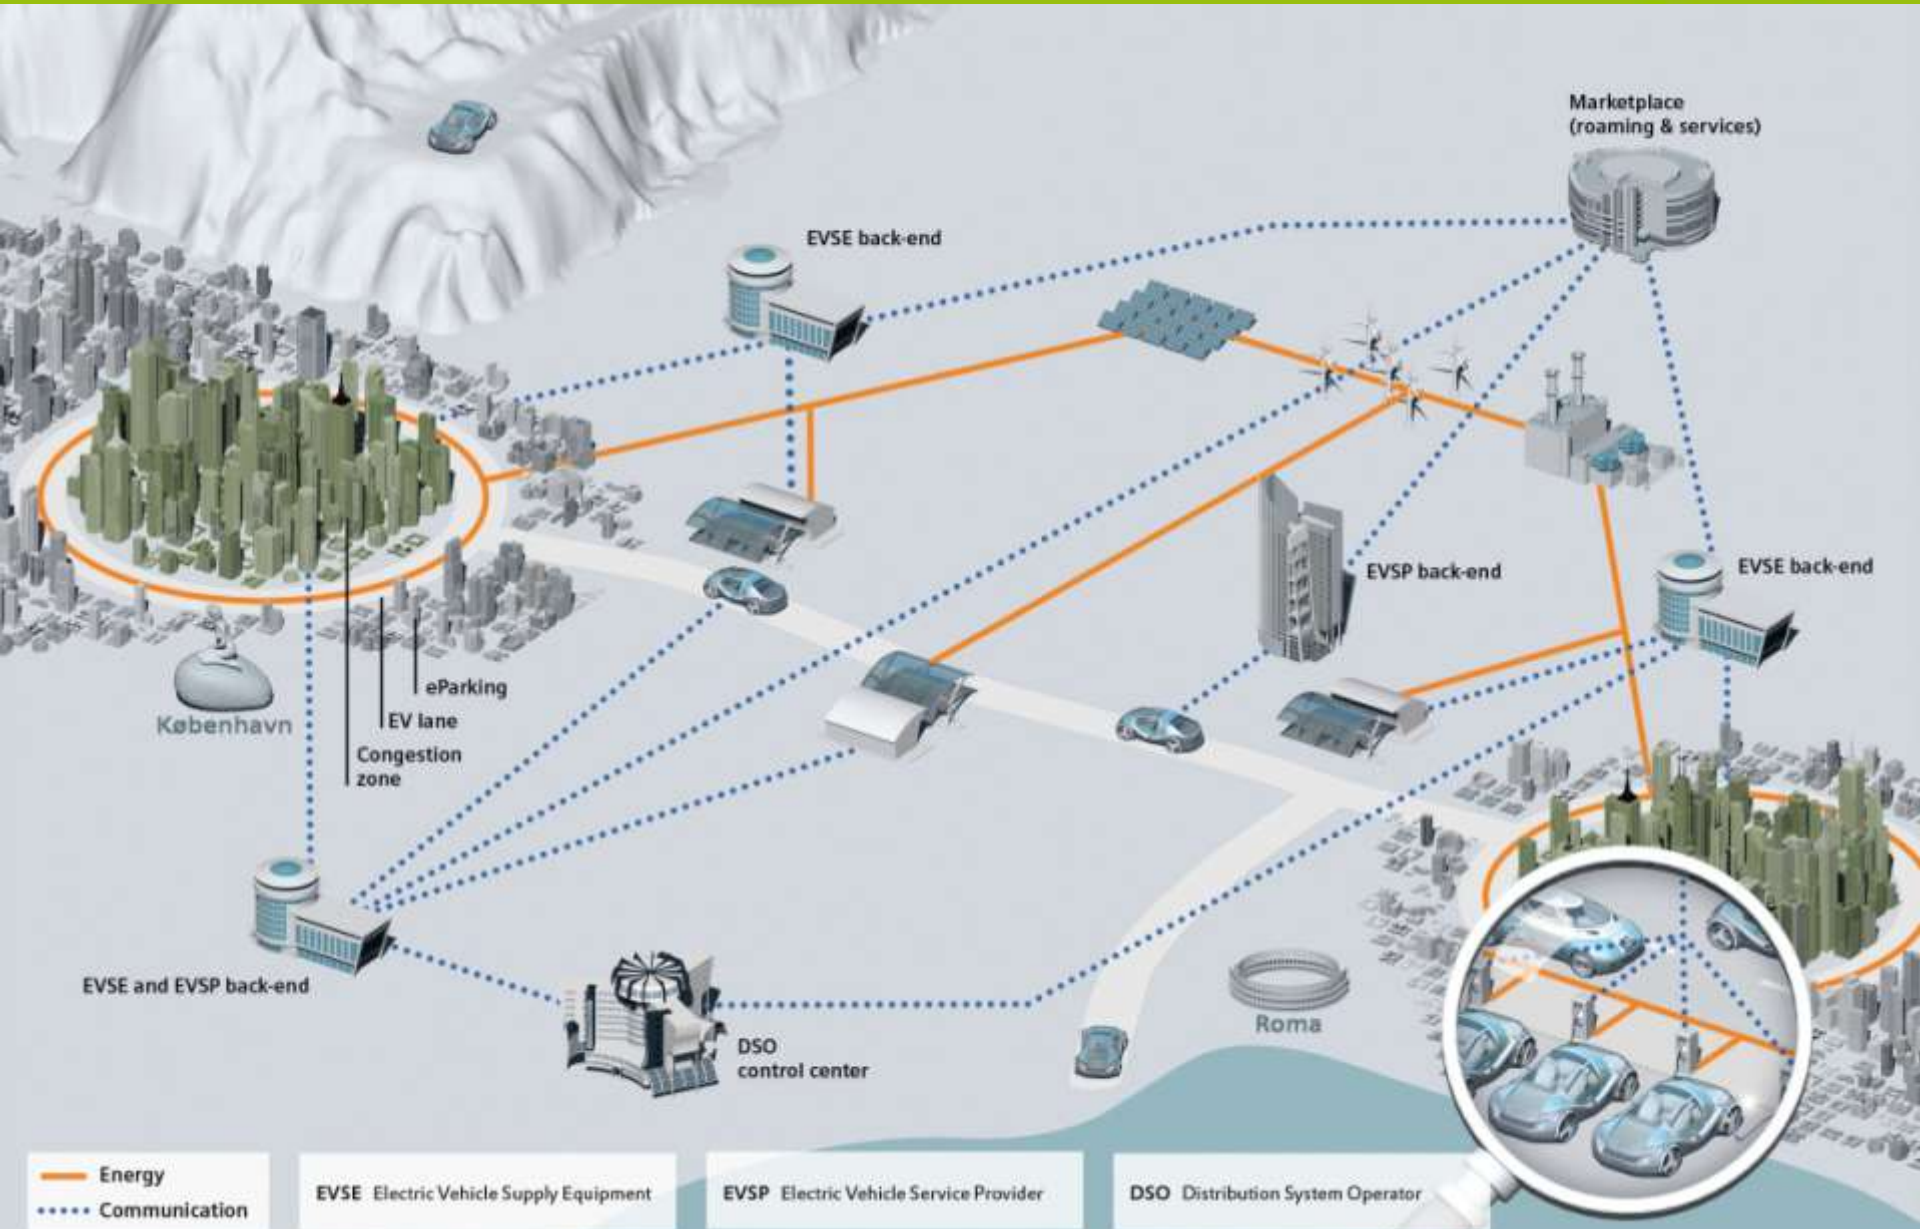 Marketplace
(roaming & services)
EVSE back-end
EVSP back-end
EVSE back-end
eParking
København
EV lane
Congestion
zone
EVSE and EVSP back-end
Roma
DSO
control center
Energy
Communication
EVSE Electric Vehicle Supply Equipment
EVSP Electric Vehicle Service Provider
DSO Distribution System Operator